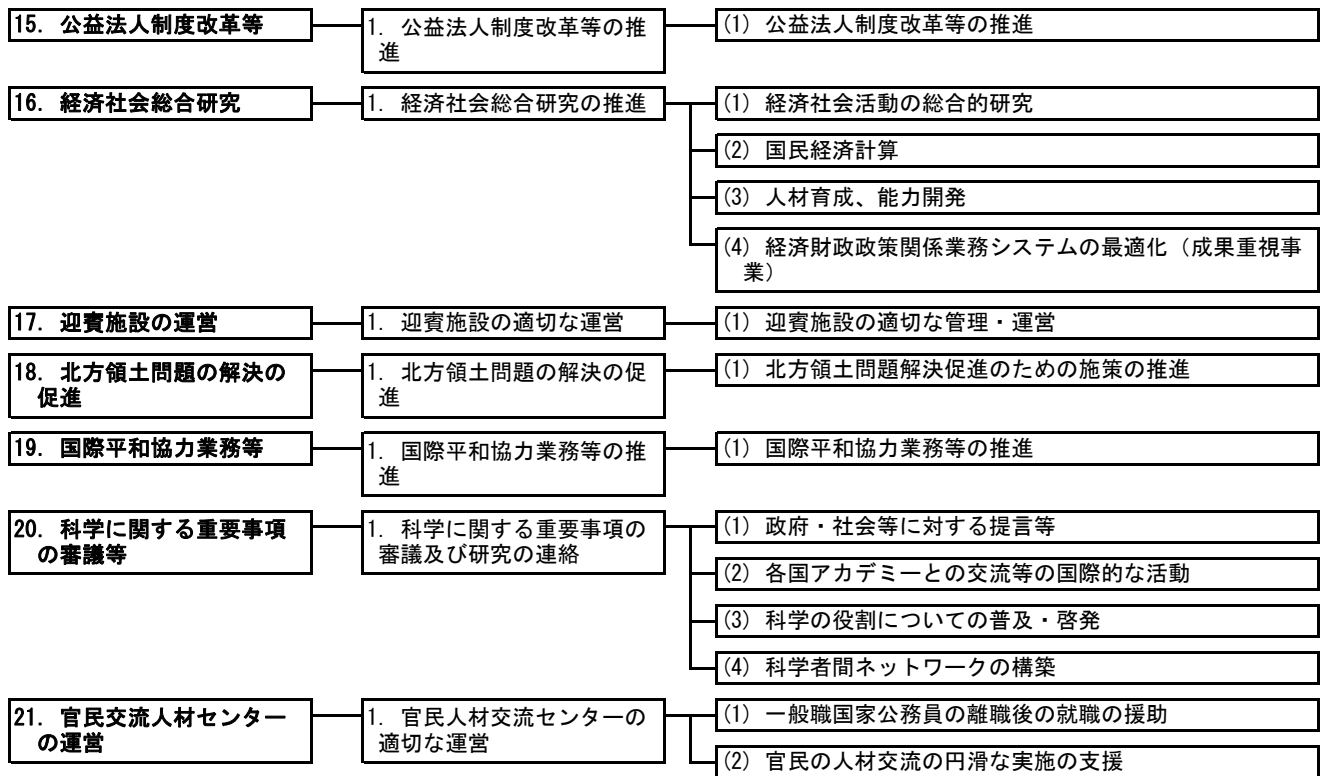 15. 公益法人制度改革等
1. 公益法人制度改革等の推
進
(1) 公益法人制度改革等の推進
16. 経済社会総合研究
1. 経済社会総合研究の推進
(1) 経済社会活動の総合的研究
(2) 国民経済計算
(3) 人材育成、能力開発
(4) 経済財政政策関係業務システムの最適化（成果重視事
業）
17. 迎賓施設の運営
1. 迎賓施設の適切な運営
(1) 迎賓施設の適切な管理・運営
18. 北方領土問題の解決の
促進
1. 北方領土問題の解決の促
進
(1) 北方領土問題解決促進のための施策の推進
19. 国際平和協力業務等
1. 国際平和協力業務等の推
進
(1) 国際平和協力業務等の推進
20. 科学に関する重要事項
の審議等
1. 科学に関する重要事項の
審議及び研究の連絡
(1) 政府・社会等に対する提言等
(2) 各国アカデミーとの交流等の国際的な活動
(3) 科学の役割についての普及・啓発
(4) 科学者間ネットワークの構築
21. 官民交流人材センター
の運営
1. 官民人材交流センターの
適切な運営
(1) 一般職国家公務員の離職後の就職の援助
(2) 官民の人材交流の円滑な実施の支援